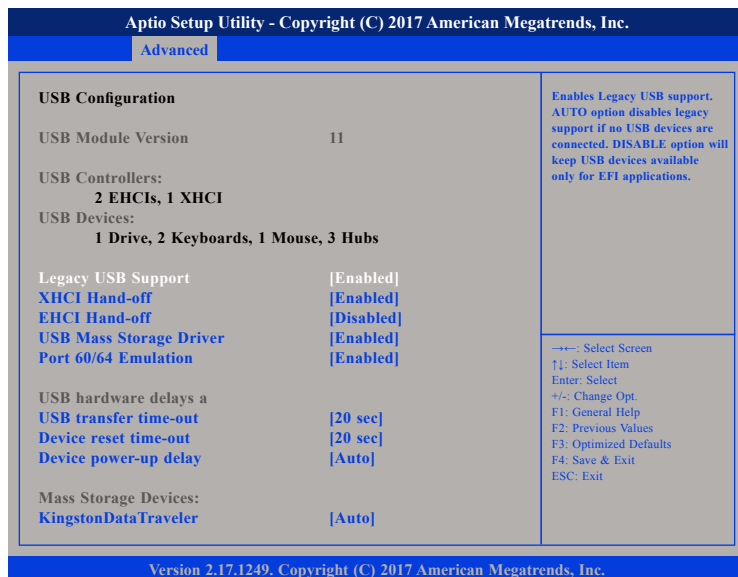 Aptio Setup Utility - Copyright (C) 2017 American Megatrends, Inc.
Advanced
USB Configuration
USB Module Version 11
USB Controllers:
2 EHCIs, 1 XHCI
USB Devices:
1 Drive, 2 Keyboards, 1 Mouse, 3 Hubs
Legacy USB Support [Enabled]
XHCI Hand-off [Enabled]
EHCI Hand-off [Disabled]
USB Mass Storage Driver [Enabled]
Port 60/64 Emulation [Enabled]
USB hardware delays a
USB transfer time-out [20 sec]
Device reset time-out [20 sec]
Device power-up delay [Auto]
Mass Storage Devices:
KingstonDataTraveler [Auto]
Enables Legacy USB support.
AUTO option disables legacy
support if no USB devices are
connected. DISABLE option will
keep USB devices available
only for EFI applications.
→←: Select Screen
↑↓: Select Item
Enter: Select
+/-: Change Opt.
F1: General Help
F2: Previous Values
F3: Optimized Defaults
F4: Save & Exit
ESC: Exit
Version 2.17.1249. Copyright (C) 2017 American Megatrends, Inc.